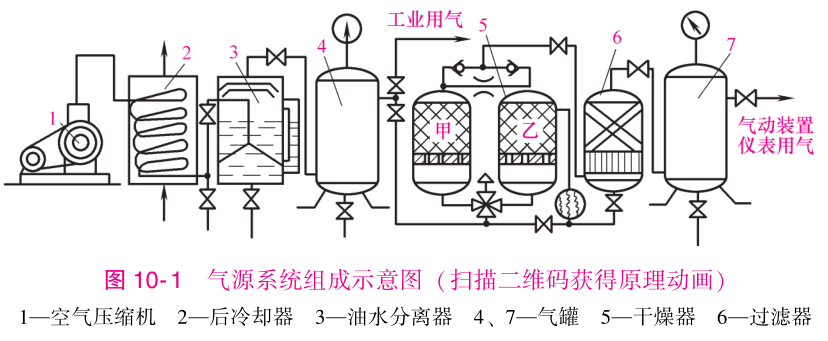 工业用气
1
2
3
4
5
6
7
甲
乙
气动装置
仪表用气
图 10-1 气源系统组成示意图(扫描二维码获得原理动画)
1—空气压缩机 2—后冷却器 3—油水分离器 4、7—气罐 5—干燥器 6—过滤器